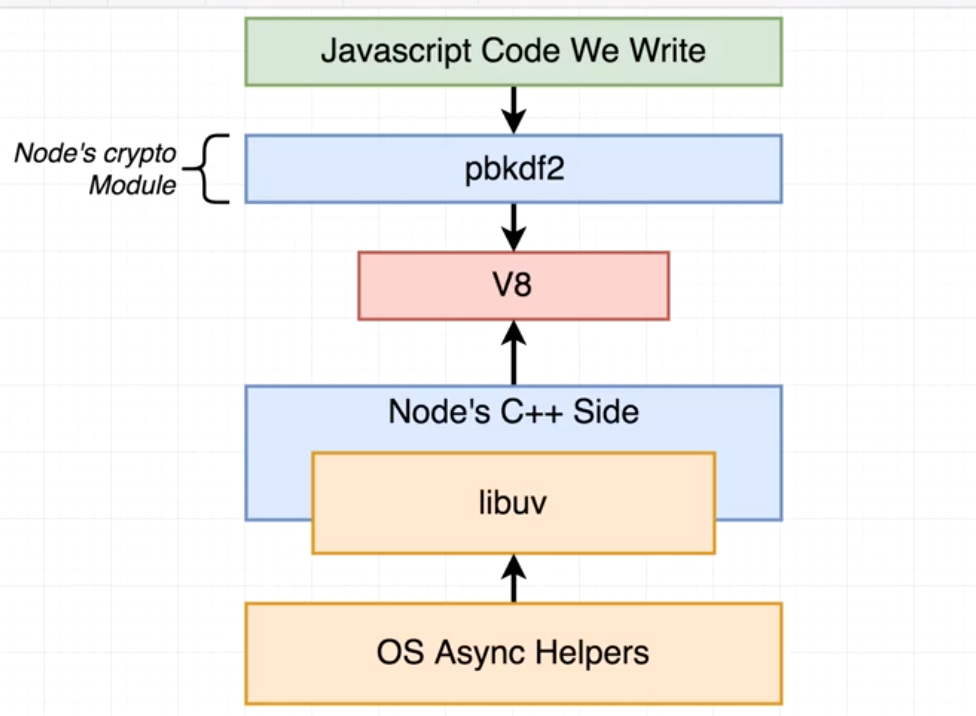 Javascript Code We Write
Node's crypto
Module
pbkdf2
V8
Node's C++ Side
libuv
OS Async Helpers